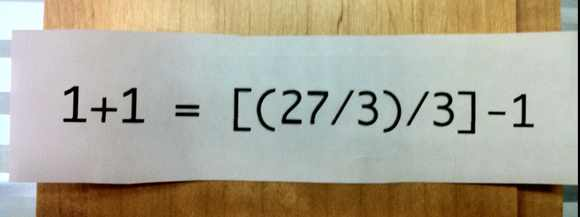 1+1 = [(27/3)/3]-1